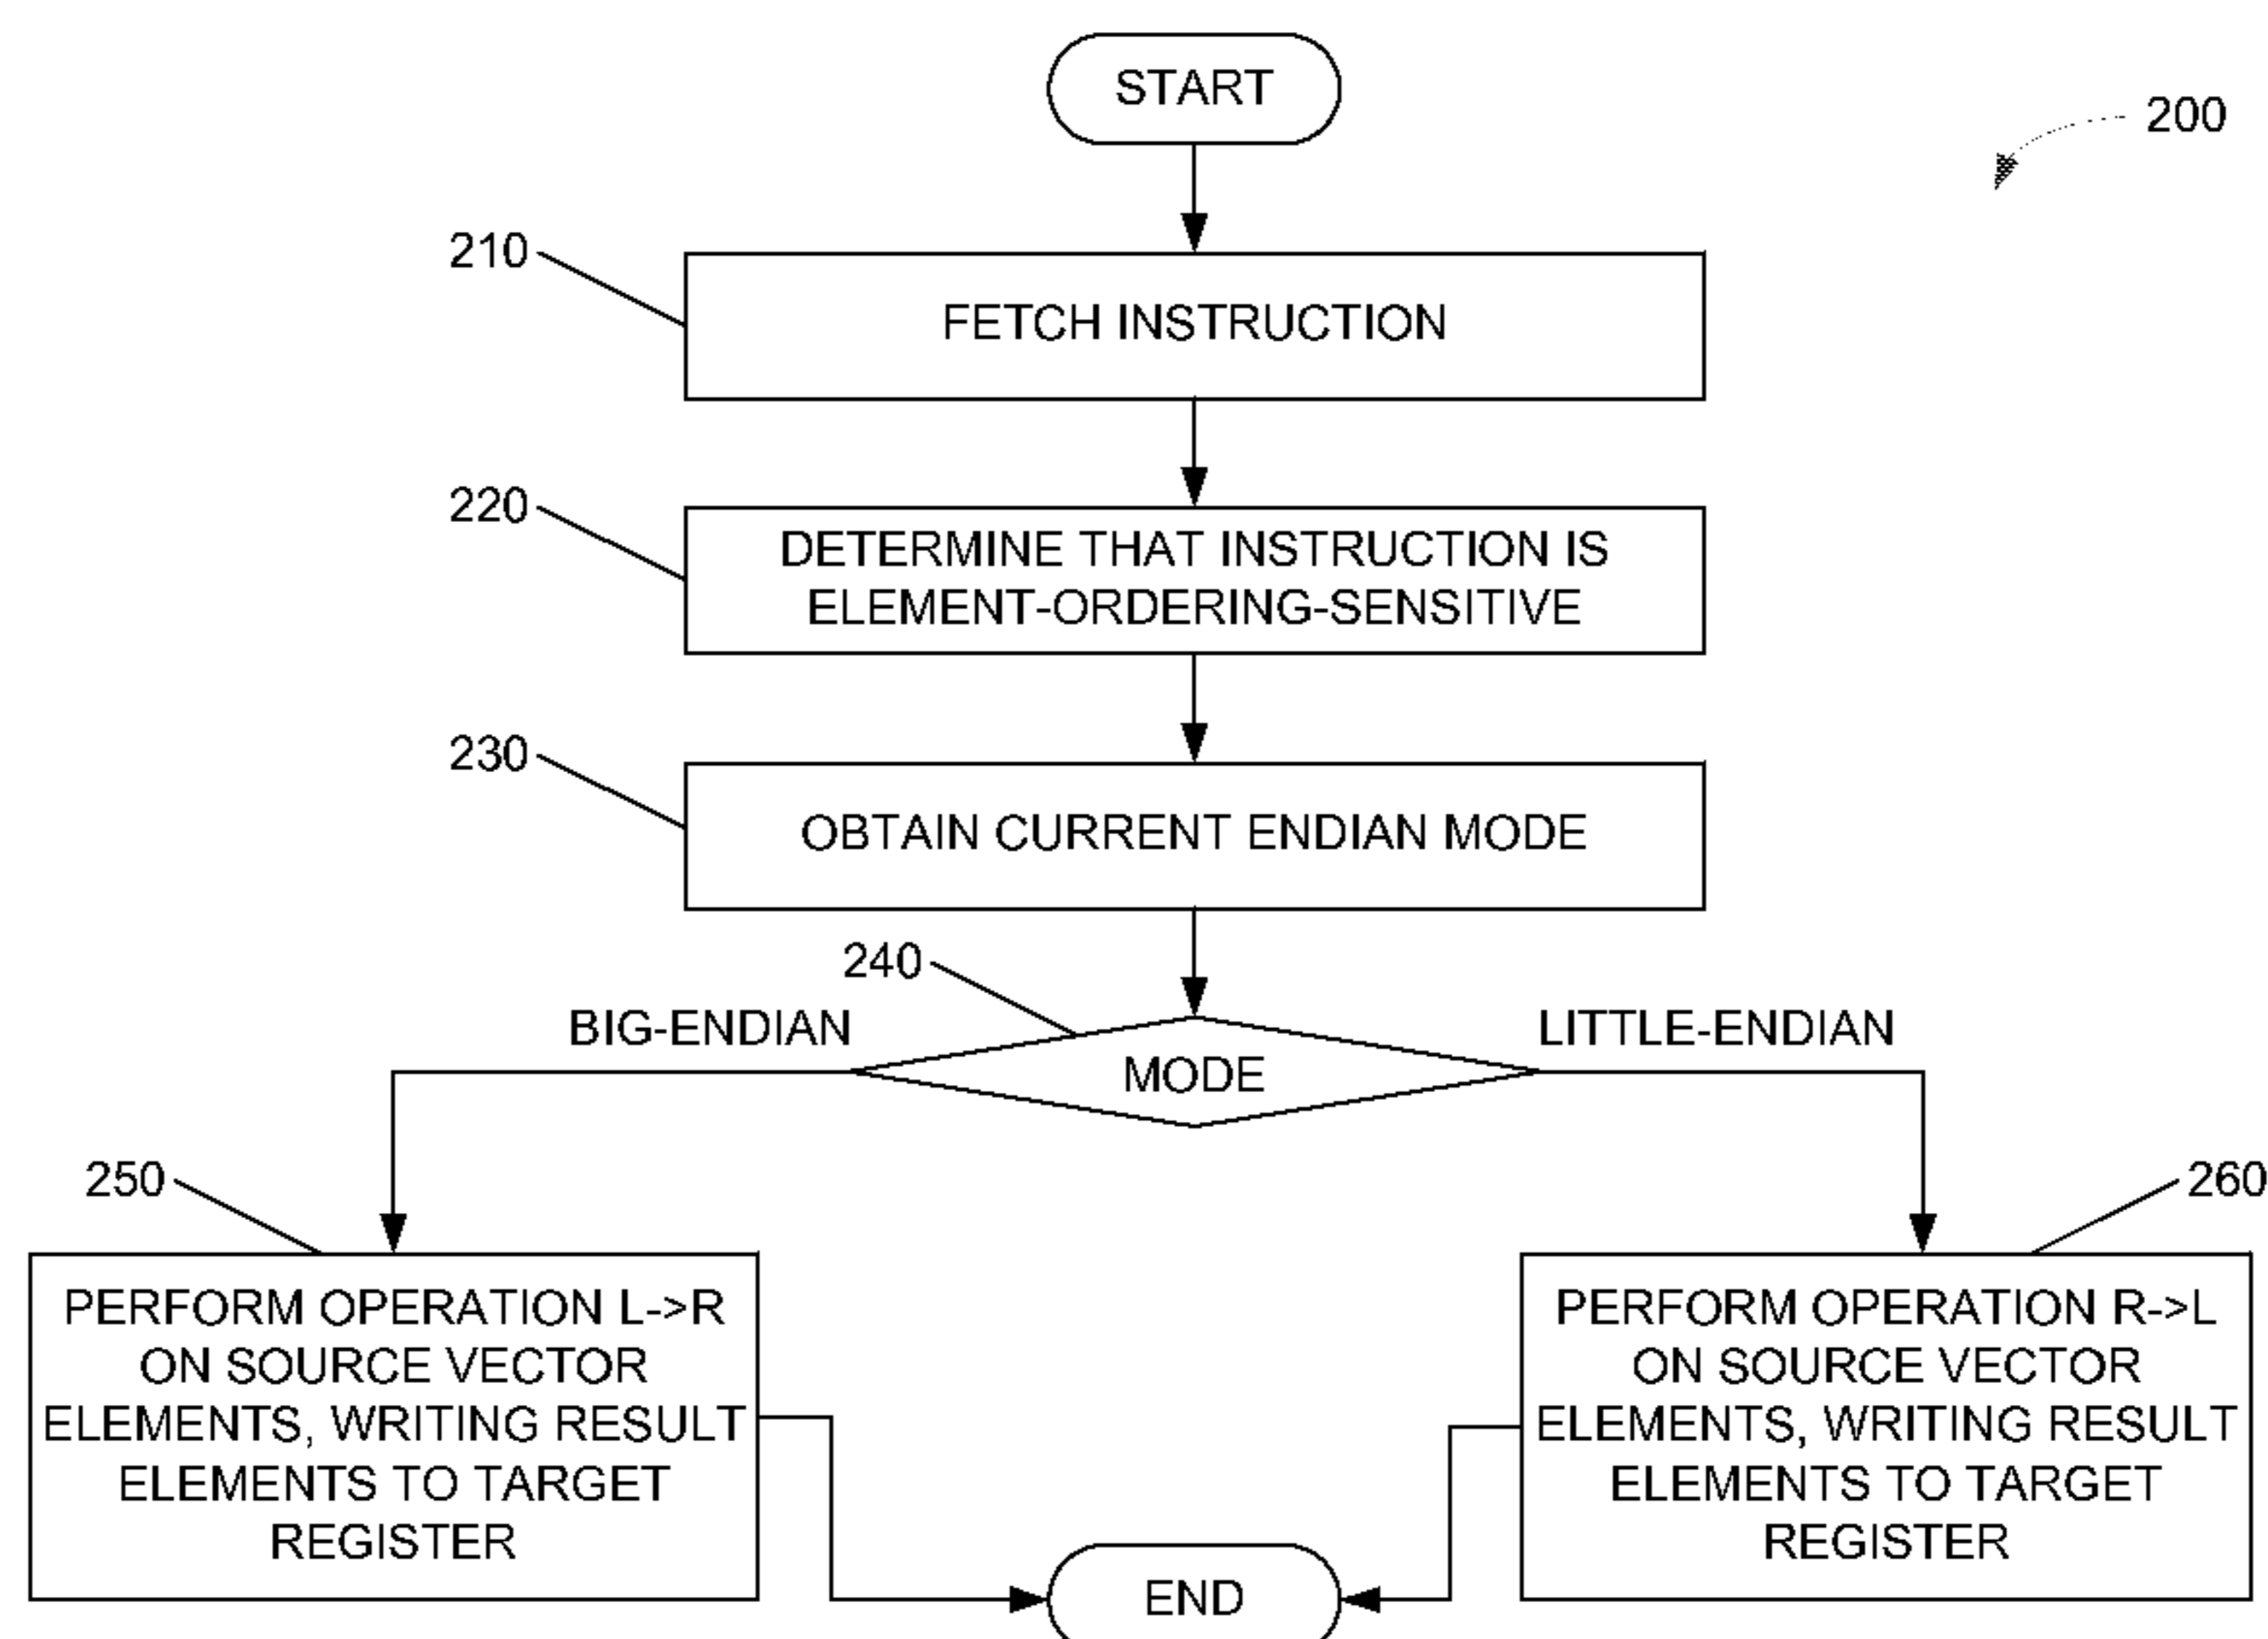 START
200
210
FETCH INSTRUCTION
220
DETERMINE THAT INSTRUCTION IS
ELEMENT-ORDERING-SENSITIVE
230
OBTAIN CURRENT ENDIAN MODE
240
BIG-ENDIAN
LITTLE-ENDIAN
MODE
250
PERFORM OPERATION L->R
ON SOURCE VECTOR
ELEMENTS, WRITING RESULT
ELEMENTS TO TARGET
REGISTER
260
PERFORM OPERATION R->L
ON SOURCE VECTOR
ELEMENTS, WRITING RESULT
ELEMENTS TO TARGET
REGISTER
END